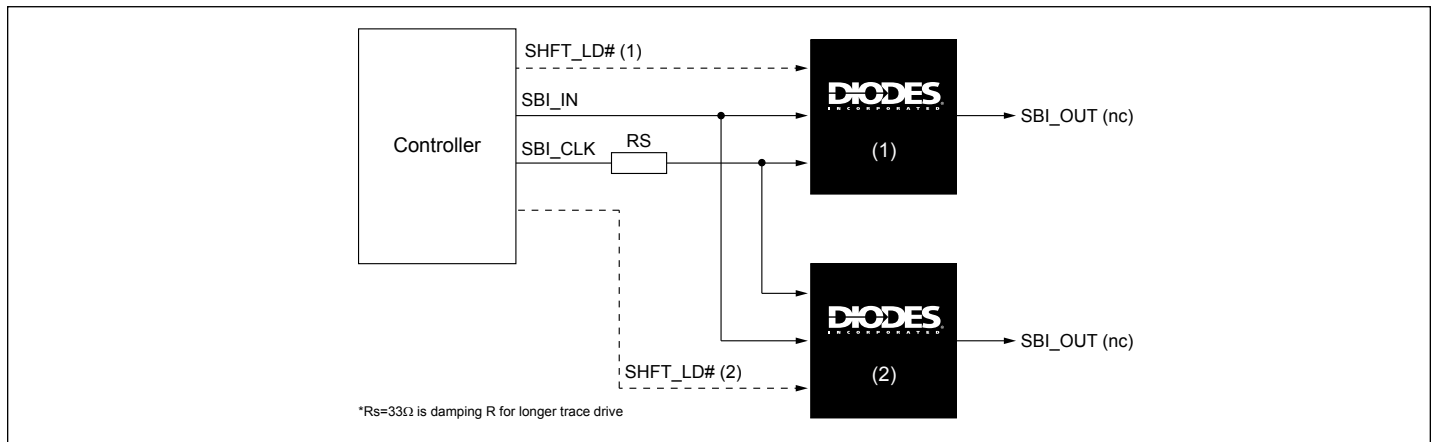 SHFT_LD# (1)
SBI_IN
SBI_CLK
RS
Controller
DIODES
INCORPORATED
(1)
SBI_OUT (nc)
DIODES
INCORPORATED
(2)
SBI_OUT (nc)
SHFT_LD# (2)
*Rs=33Ω is damping R for longer trace drive